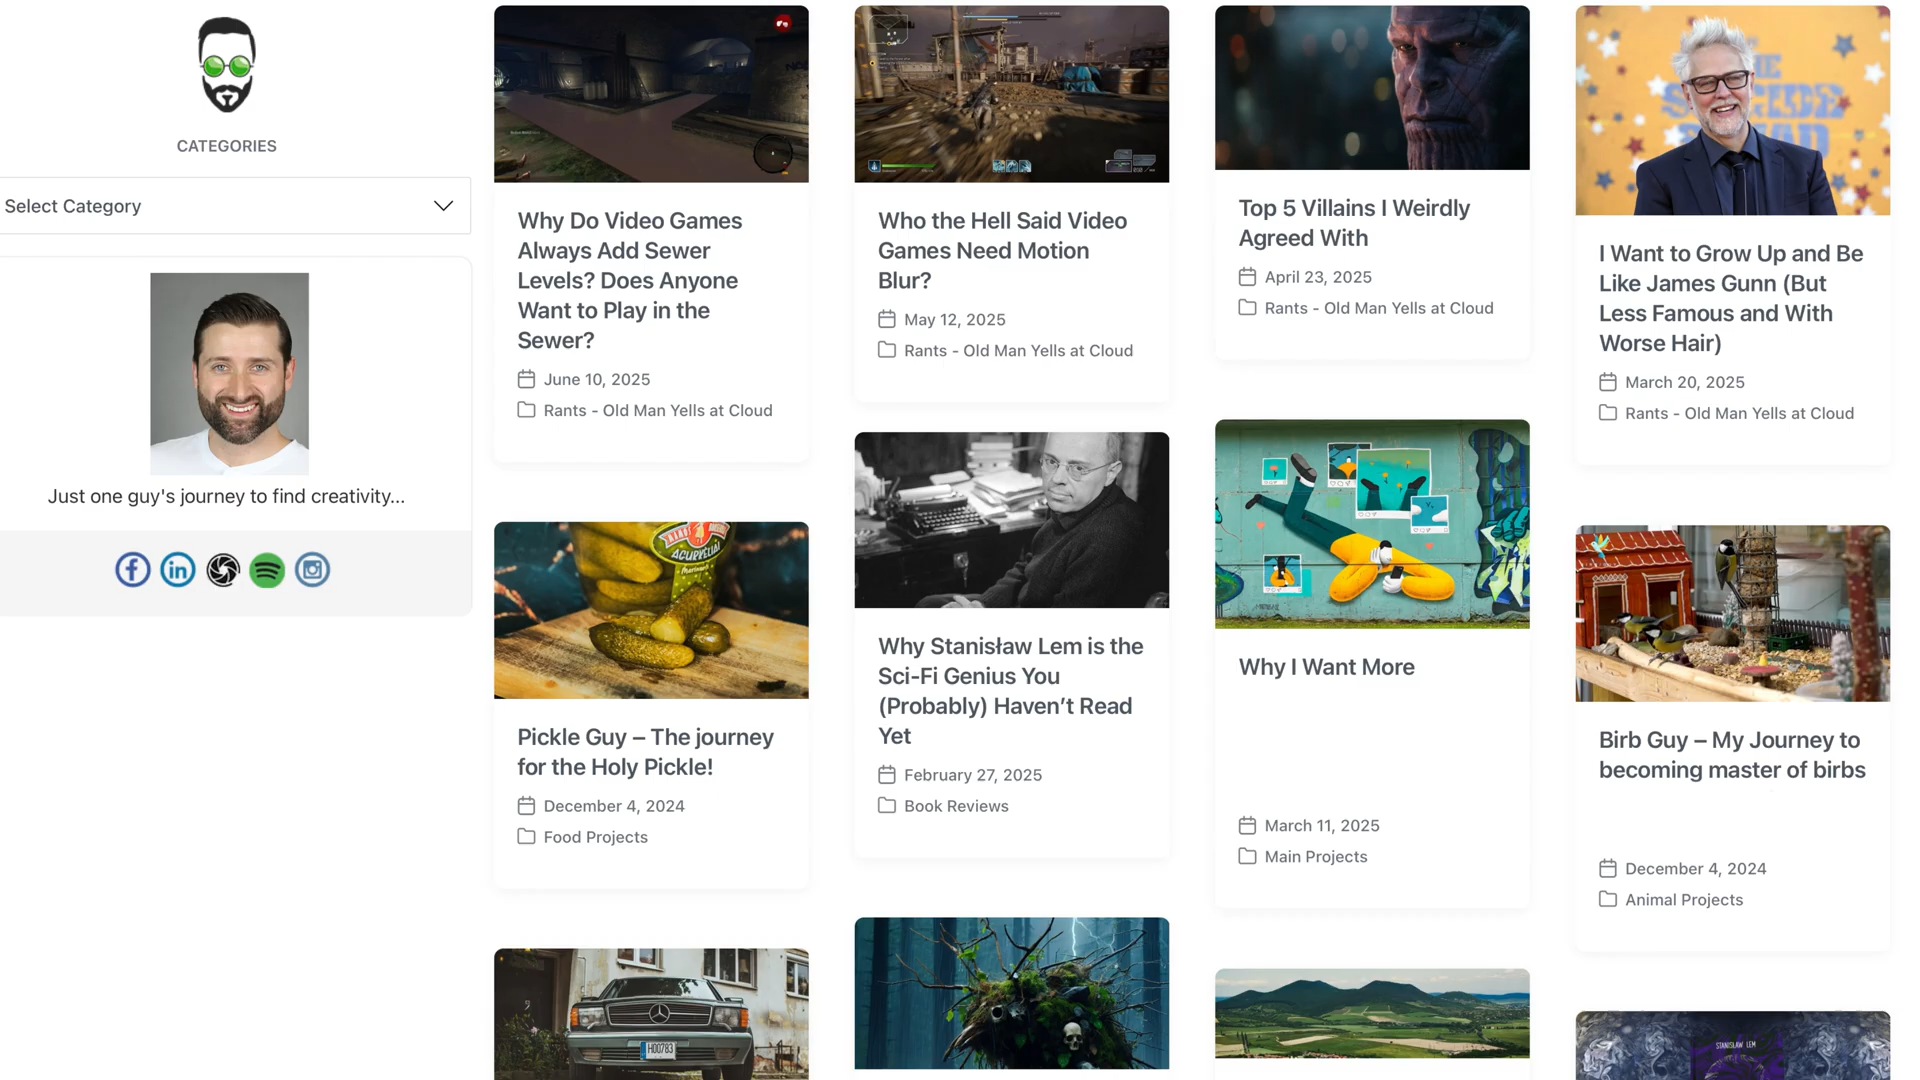 CATEGORIES
Select Category
Just one guy's journey to find creativity...
Why Do Video Games
Always Add Sewer
Levels? Does Anyone
Want to Play in the
Sewer?
June 10, 2025
Rants - Old Man Yells at Cloud
Pickle Guy – The journey
for the Holy Pickle!
December 4, 2024
Food Projects
H00783
Who the Hell Said Video
Games Need Motion
Blur?
May 12, 2025
Rants - Old Man Yells at Cloud
Why Stanisław Lem is the
Sci-Fi Genius You
(Probably) Haven’t Read
Yet
February 27, 2025
Book Reviews
Top 5 Villains I Weirdly
Agreed With
April 23, 2025
Rants - Old Man Yells at Cloud
Why I Want More
March 11, 2025
Main Projects
I Want to Grow Up and Be
Like James Gunn (But
Less Famous and With
Worse Hair)
March 20, 2025
Rants - Old Man Yells at Cloud
Birb Guy – My Journey to
becoming master of birbs
December 4, 2024
Animal Projects
STANISŁAW LEM